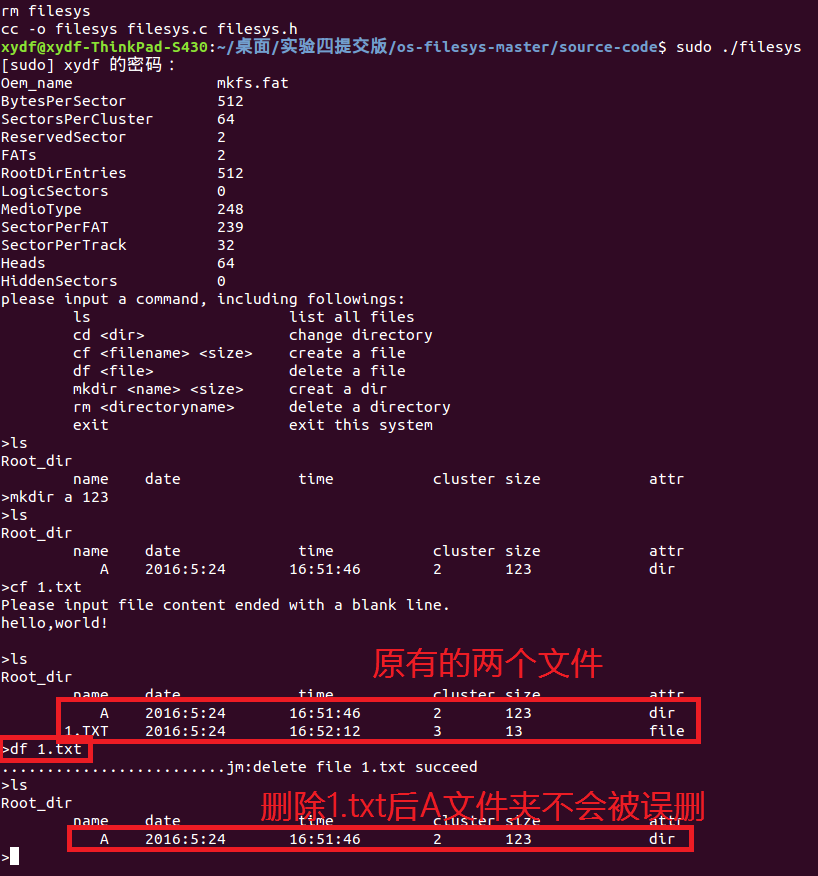 rm filesys
cc -o filesys filesys.c filesys.h
xydf@xydf-ThinkPad-S430:~/桌面/实验四提交版/os-filesys-master/source-code$ sudo ./filesys
[sudo] xydf 的密码：
Oem_name mkfs.fat
BytesPerSector 512
SectorsPerCluster 64
ReservedSector 2
FATs 2
RootDirEntries 512
LogicSectors 0
MedioType 248
SectorPerFAT 239
SectorPerTrack 32
Heads 64
HiddenSectors 0
please input a command, including followings:
ls list all files
cd <dir> change directory
cf <filename> <size> create a file
df <file> delete a file
mkdir <name> <size> creat a dir
rm <directoryname> delete a directory
exit exit this system
>ls
Root_dir
name date time cluster size attr
>mkdir a 123
>ls
Root_dir
name date time cluster size attr
A 2016:5:24 16:51:46 2 123 dir
>cf 1.txt
Please input file content ended with a blank line.
hello,world!
>ls
原有的两个文件
Root_dir
name date time cluster size attr
A 2016:5:24 16:51:46 2 123 dir
1.TXT 2016:5:24 16:52:12 3 13 file
>df 1.txt
.........................jm:delete file 1.txt succeed
>ls
Root_dir
删除1.txt后A文件夹不会被误删
name date time cluster size attr
A 2016:5:24 16:51:46 2 123 dir
>